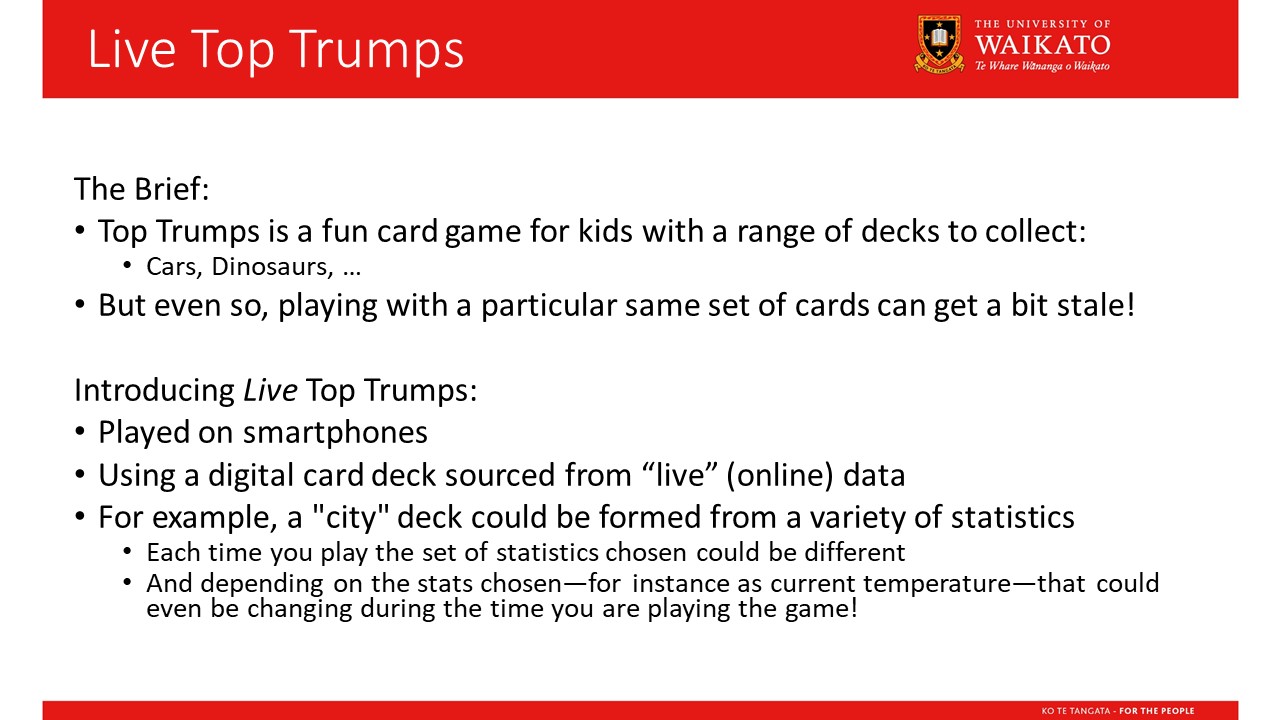 Live Top Trumps
THE UNIVERSITY OF
WAIKATO
Te Whare Wānanga o Waikato
KO TE TANGATA
The Brief:
• Top Trumps is a fun card game for kids with a range of decks to collect:
• Cars, Dinosaurs, …
• But even so, playing with a particular same set of cards can get a bit stale!
Introducing Live Top Trumps:
• Played on smartphones
• Using a digital card deck sourced from “live” (online) data
• For example, a "city" deck could be formed from a variety of statistics
• Each time you play the set of statistics chosen could be different
• And depending on the stats chosen—for instance as current temperature—that could
even be changing during the time you are playing the game!
KO TE TANGATA - FOR THE PEOPLE